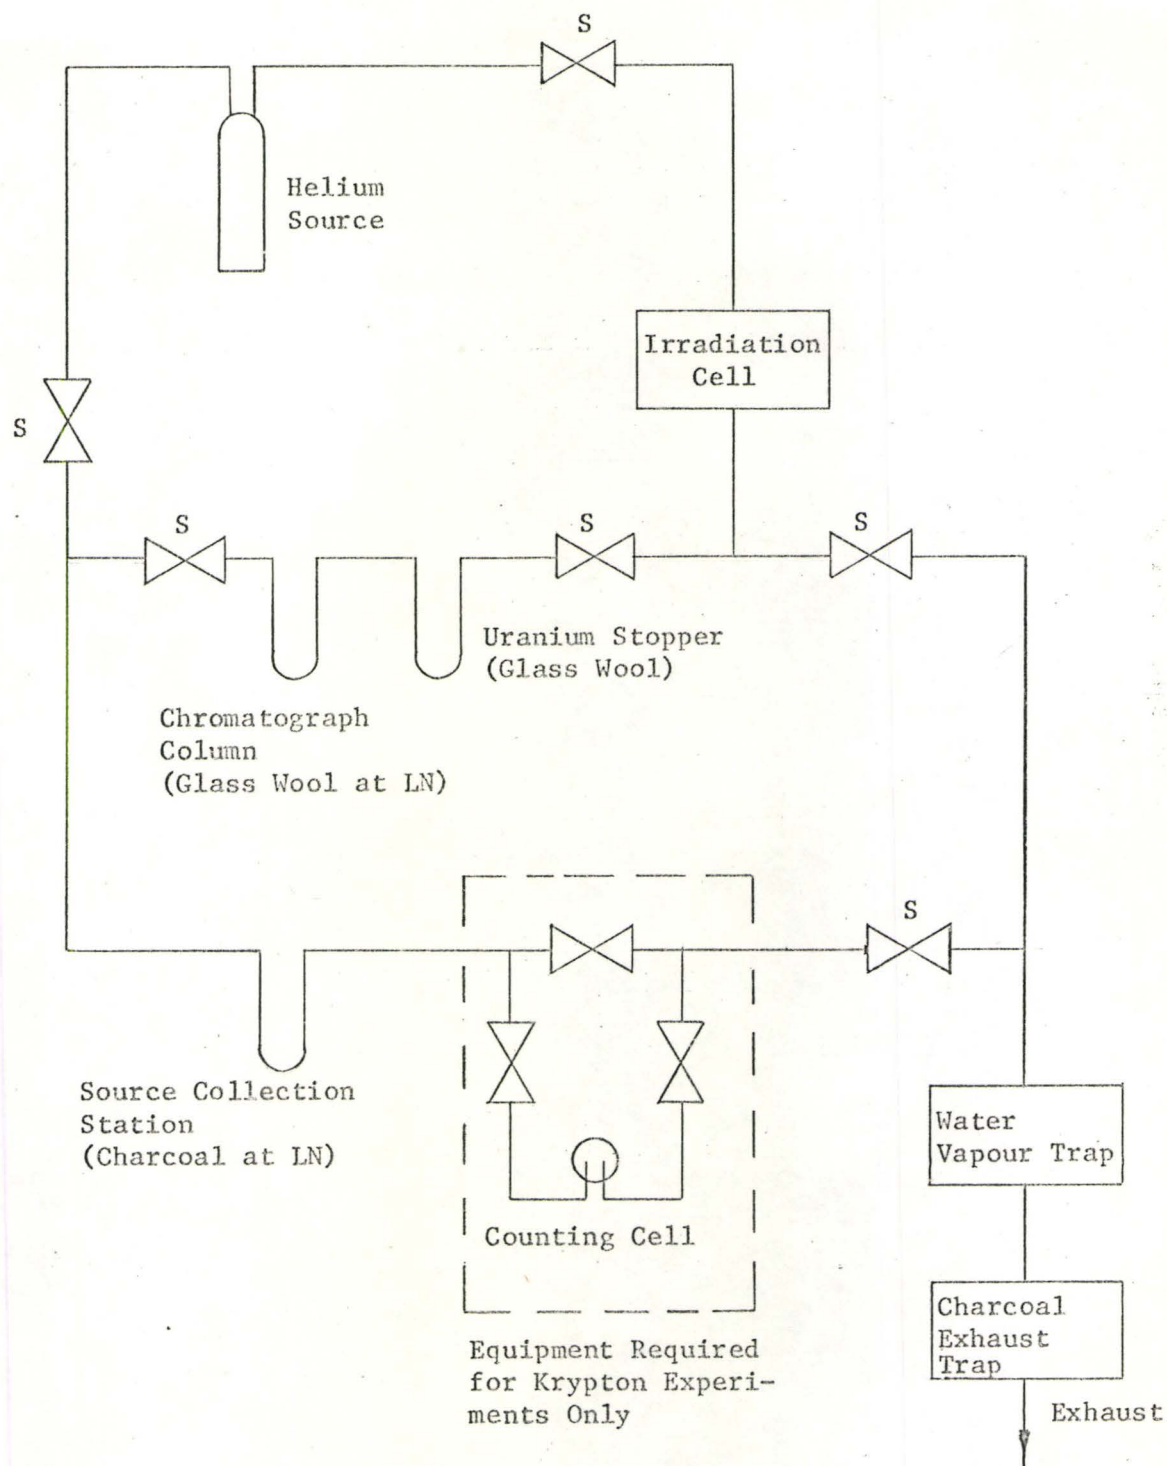 S
Helium
Source
Irradiation
Cell
S
S
S
S
Uranium Stopper
(Glass Wool)
Chromatograph
Column
(Glass Wool at LN)
S
Source Collection
Station
(Charcoal at LN)
Water
Vapour Trap
Counting Cell
Charcoal
Exhaust
Trap
Equipment Required
for Krypton Experi-
ments Only
Exhaust